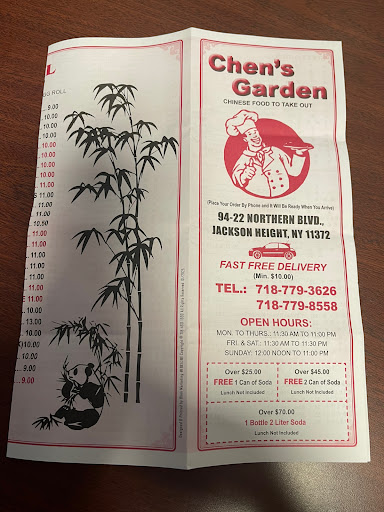 L
GG ROLL
9.00
10.00
10.00
10.00
10.00
10.00
10.00
11.00
11.00
11.00
10.50
11.00
11.00
11.00
11.00
11.00
11.00
11.00
10.00
13.00
10.00
9.00
9.00
Chen's
Garden
CHINESE FOOD TO TAKE OUT
(Place Your Order By Phone and It Will Be Ready When You Arrive)
94-22 NORTHERN BLVD.,
JACKSON HEIGHT, NY 11372
FAST FREE DELIVERY
(Min. $10.00)
TEL.: 718-779-3626
718-779-8558
OPEN HOURS:
MON. TO THURS.: 11:30 AM TO 11:00 PM
FRI. & SAT.: 11:30 AM TO 11:30 PM
SUNDAY: 12:00 NOON TO 11:00 PM
Over $25.00
FREE 1 Can of Soda
Lunch Not Included
Over $45.00
FREE 2 Can of Soda
Lunch Not Included
Over $70.00
1 Bottle 2 Liter Soda
Lunch Not Included